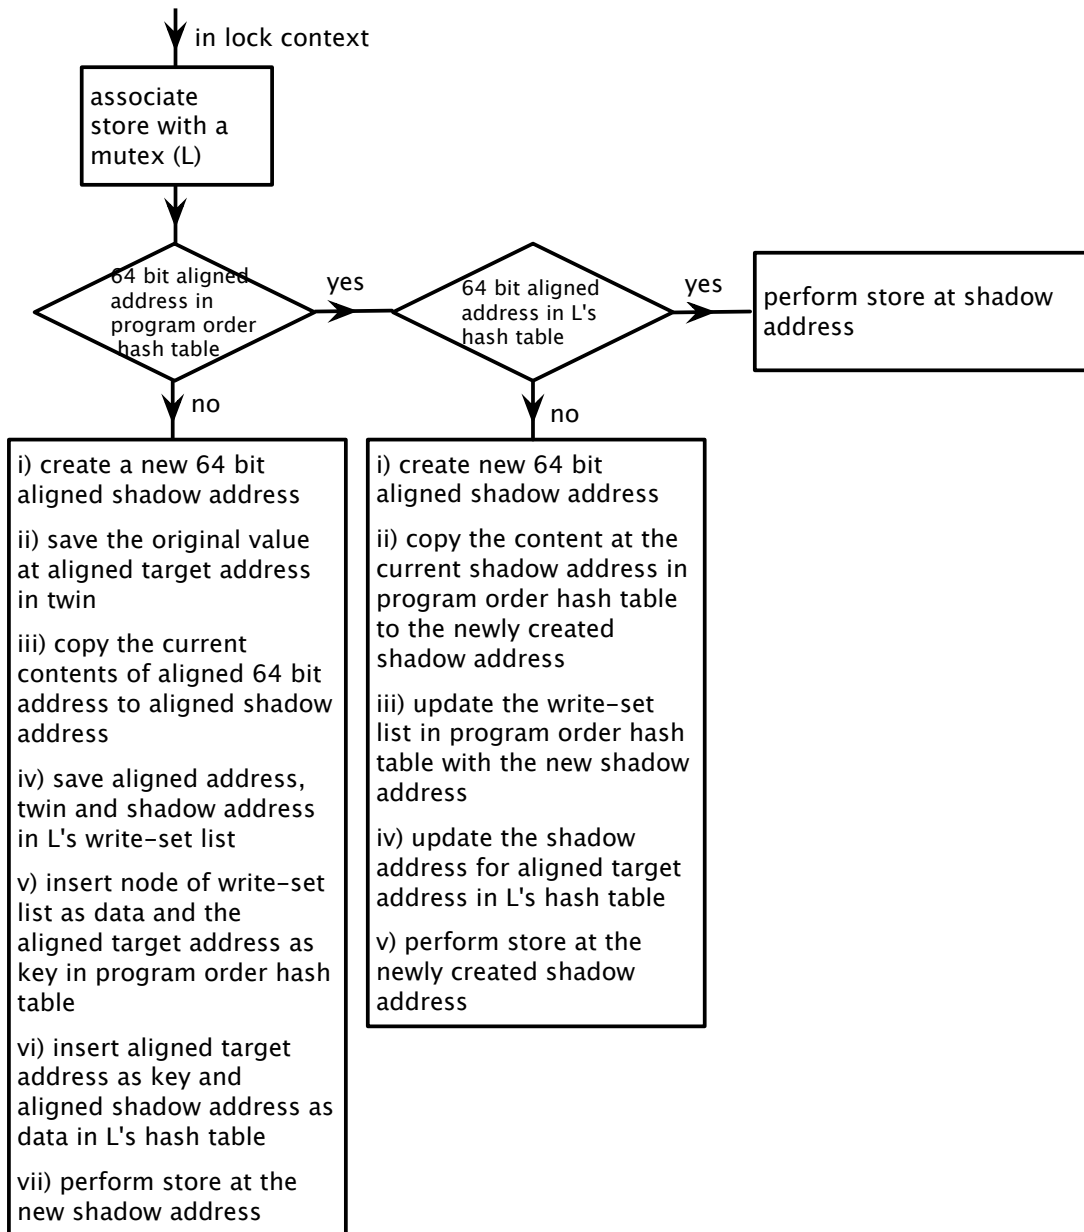 in lock context
associate
store with a
mutex (L)
64 bit aligned
address in
program order
hash table
yes
64 bit aligned
address in L's
hash table
yes
perform store at shadow
address
no
no
i) create a new 64 bit
aligned shadow address
ii) save the original value
at aligned target address
in twin
iii) copy the current
contents of aligned 64 bit
address to aligned shadow
address
iv) save aligned address,
twin and shadow address
in L's write-set list
v) insert node of write-set
list as data and the
aligned target address as
key in program order hash
table
vi) insert aligned target
address as key and
aligned shadow address as
data in L's hash table
vii) perform store at the
new shadow address
i) create new 64 bit
aligned shadow address
ii) copy the content at the
current shadow address in
program order hash table
to the newly created
shadow address
iii) update the write-set
list in program order hash
table with the new shadow
address
iv) update the shadow
address for aligned target
address in L's hash table
v) perform store at the
newly created shadow
address